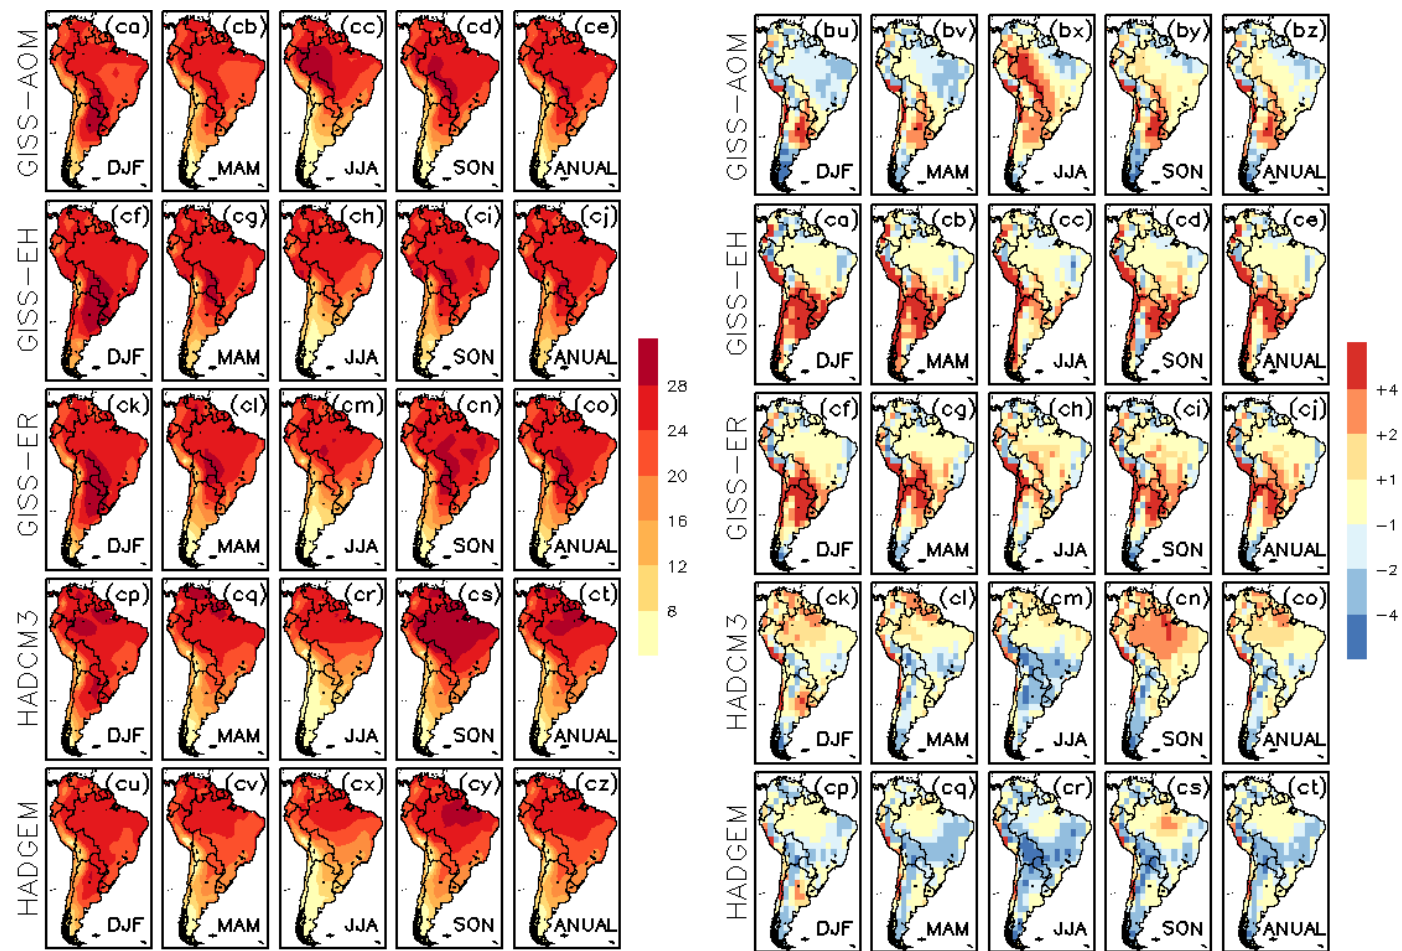 GISS-AOM
(ca) (cb) (cc) (cd) (ce)
DJF MAM JJA SON ANUAL
GISS-EH
(cf) (cg) (ch) (ci) (cj)
DJF MAM JJA SON ANUAL
GISS-ER
(ck) (cl) (cm) (cn) (co)
DJF MAM JJA SON ANUAL
HADCM3
(cp) (cq) (cr) (cs) (ct)
DJF MAM JJA SON ANUAL
HADGEM
(cu) (cv) (cx) (cy) (cz)
DJF MAM JJA SON ANUAL
28
24
20
16
12
8
GISS-AOM
(bu) (bv) (bx) (by) (bz)
DJF MAM JJA SON ANUAL
GISS-EH
(ca) (cb) (cc) (cd) (ce)
DJF MAM JJA SON ANUAL
GISS-ER
(cf) (cg) (ch) (ci) (cj)
DJF MAM JJA SON ANUAL
HADCM3
(ck) (cl) (cm) (cn) (co)
DJF MAM JJA SON ANUAL
HADGEM
(cp) (cq) (cr) (cs) (ct)
DJF MAM JJA SON ANUAL
+4
+2
+1
-1
-2
-4